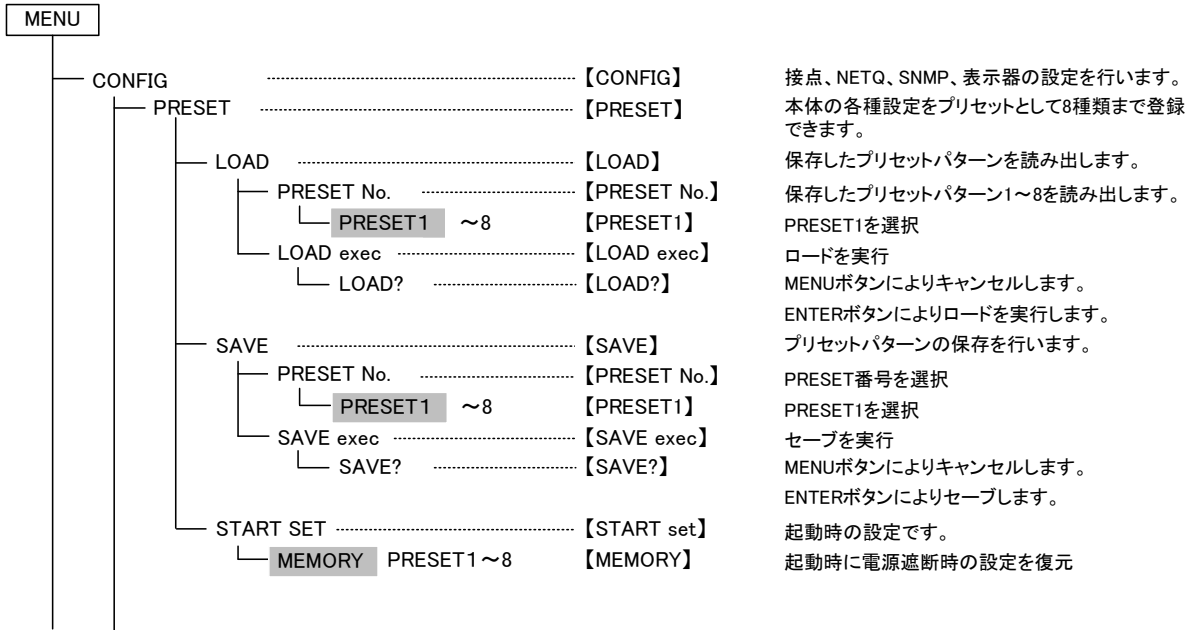 MENU
CONFIG 【CONFIG】 接点、NETQ、SNMP、表示器の設定を行います。
PRESET 【PRESET】 本体の各種設定をプリセットとして8種類まで登録
できます。
LOAD 【LOAD】 保存したプリセットパターンを読み出します。
PRESET No. 【PRESET No.】 保存したプリセットパターン1～8を読み出します。
PRESET1 ～8 【PRESET1】 PRESET1を選択
LOAD exec 【LOAD exec】 ロードを実行
LOAD? 【LOAD?】 MENUボタンによりキャンセルします。
ENTERボタンによりロードを実行します。
SAVE 【SAVE】 プリセットパターンの保存を行います。
PRESET No. 【PRESET No.】 PRESET番号を選択
PRESET1 ～8 【PRESET1】 PRESET1を選択
SAVE exec 【SAVE exec】 セーブを実行
SAVE? 【SAVE?】 MENUボタンによりキャンセルします。
ENTERボタンによりセーブします。
START SET 【START set】 起動時の設定です。
MEMORY PRESET1～8 【MEMORY】 起動時に電源遮断時の設定を復元